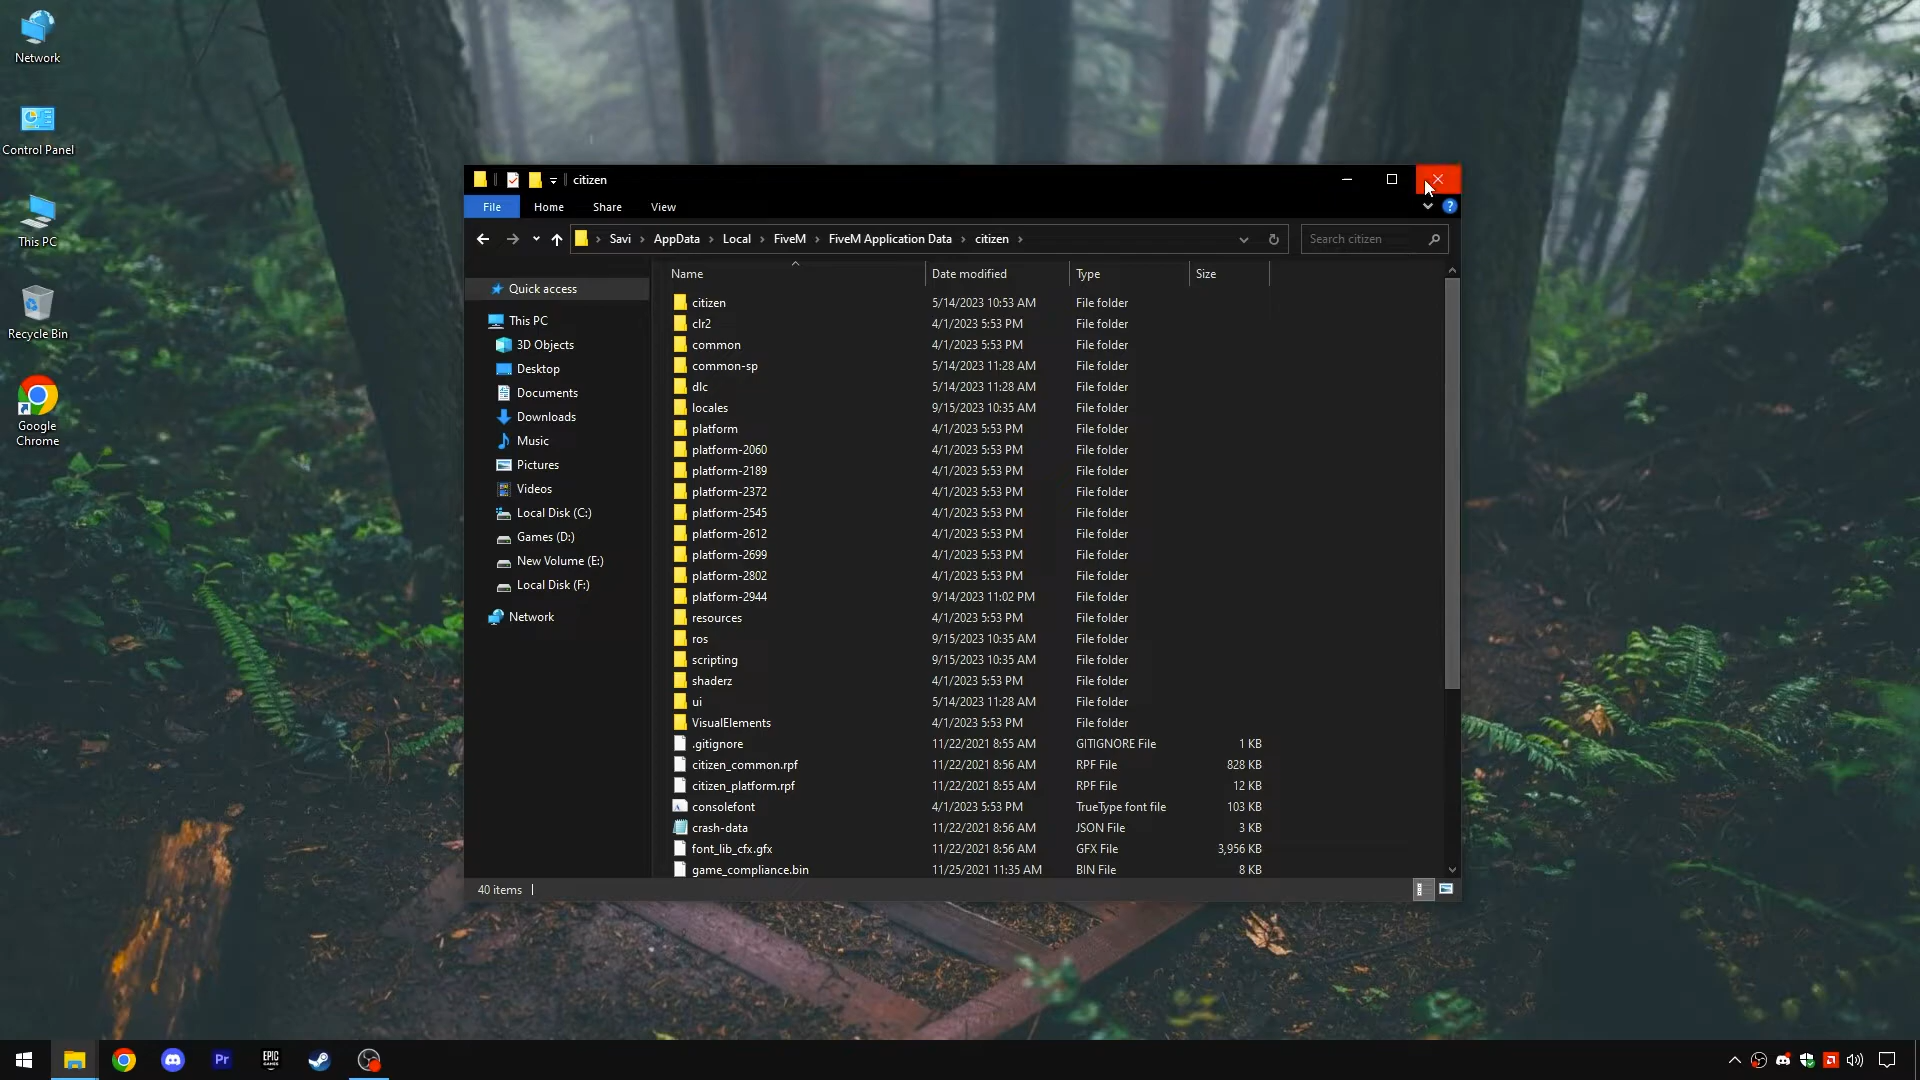 Network
Control Panel
This PC
Recycle Bin
Google
Chrome
citizen
File Home Share View
Savi AppData Local FiveM FiveM Application Data citizen
Search citizen
Name Date modified Type Size
Quick access
This PC
3D Objects
Desktop
Documents
Downloads
Music
Pictures
Videos
Local Disk (C:)
Games (D:)
New Volume (E:)
Local Disk (F:)
Network
citizen 5/14/2023 10:53 AM File folder
clr2 4/1/2023 5:53 PM File folder
common 4/1/2023 5:53 PM File folder
common-sp 5/14/2023 11:28 AM File folder
dlc 5/14/2023 11:28 AM File folder
locales 9/15/2023 10:35 AM File folder
platform 4/1/2023 5:53 PM File folder
platform-2060 4/1/2023 5:53 PM File folder
platform-2189 4/1/2023 5:53 PM File folder
platform-2372 4/1/2023 5:53 PM File folder
platform-2545 4/1/2023 5:53 PM File folder
platform-2612 4/1/2023 5:53 PM File folder
platform-2699 4/1/2023 5:53 PM File folder
platform-2802 4/1/2023 5:53 PM File folder
platform-2944 9/14/2023 11:02 PM File folder
resources 4/1/2023 5:53 PM File folder
ros 9/15/2023 10:35 AM File folder
scripting 9/15/2023 10:35 AM File folder
shaderz 4/1/2023 5:53 PM File folder
ui 5/14/2023 11:28 AM File folder
VisualElements 4/1/2023 5:53 PM File folder
.gitignore 11/22/2021 8:55 AM GITIGNORE File 1 KB
citizen_common.rpf 11/22/2021 8:56 AM RPF File 828 KB
citizen_platform.rpf 11/22/2021 8:55 AM RPF File 12 KB
consolefont 4/1/2023 5:53 PM TrueType font file 103 KB
crash-data 11/22/2021 8:56 AM JSON File 3 KB
font_lib_cfx.gfx 11/22/2021 8:56 AM GFX File 3,956 KB
game_compliance.bin 11/25/2021 11:35 AM BIN File 8 KB
40 items
Pr
EPIC
GAMES